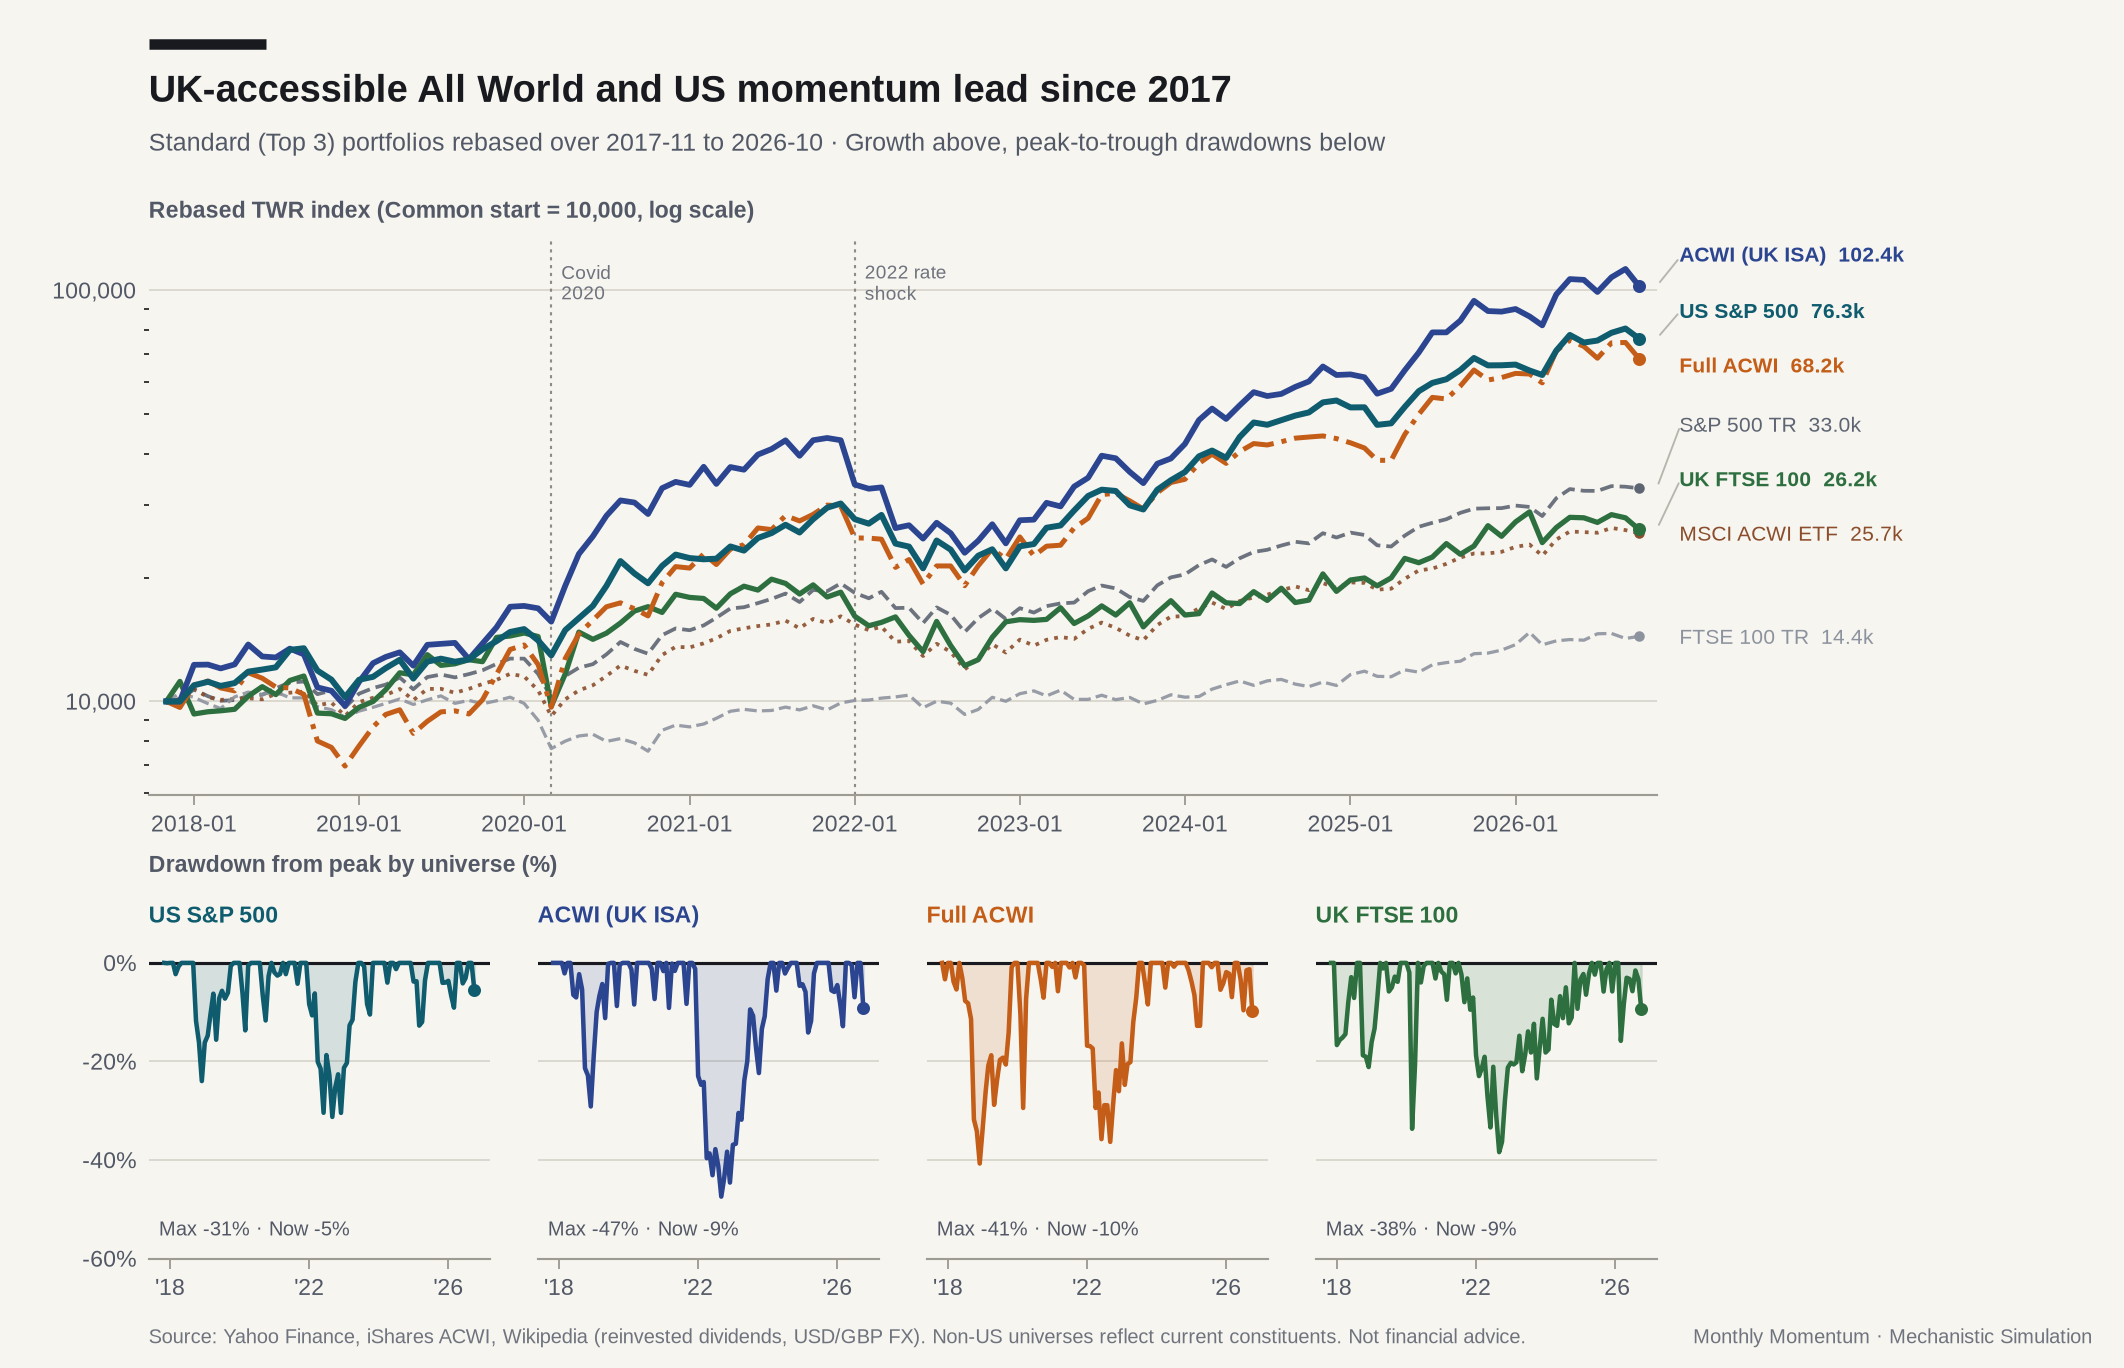 UK-accessible All World and US momentum lead since 2017
Standard (Top 3) portfolios rebased over 2017-11 to 2026-10 · Growth above, peak-to-trough drawdowns below
Rebased TWR index (Common start = 10,000, log scale)
Covid
2020
2022 rate
shock
100,000
10,000
ACWI (UK ISA) 102.4k
US S&P 500 76.3k
Full ACWI 68.2k
S&P 500 TR 33.0k
UK FTSE 100 26.2k
MSCI ACWI ETF 25.7k
FTSE 100 TR 14.4k
2018-01 2019-01 2020-01 2021-01 2022-01 2023-01 2024-01 2025-01 2026-01
Drawdown from peak by universe (%)
US S&P 500 ACWI (UK ISA) Full ACWI UK FTSE 100
0%
-20%
-40%
Max -31% · Now -5% Max -47% · Now -9% Max -41% · Now -10% Max -38% · Now -9%
-60%
'18 '22 '26 '18 '22 '26 '18 '22 '26 '18 '22 '26
Source: Yahoo Finance, iShares ACWI, Wikipedia (reinvested dividends, USD/GBP FX). Non-US universes reflect current constituents. Not financial advice.
Monthly Momentum · Mechanistic Simulation